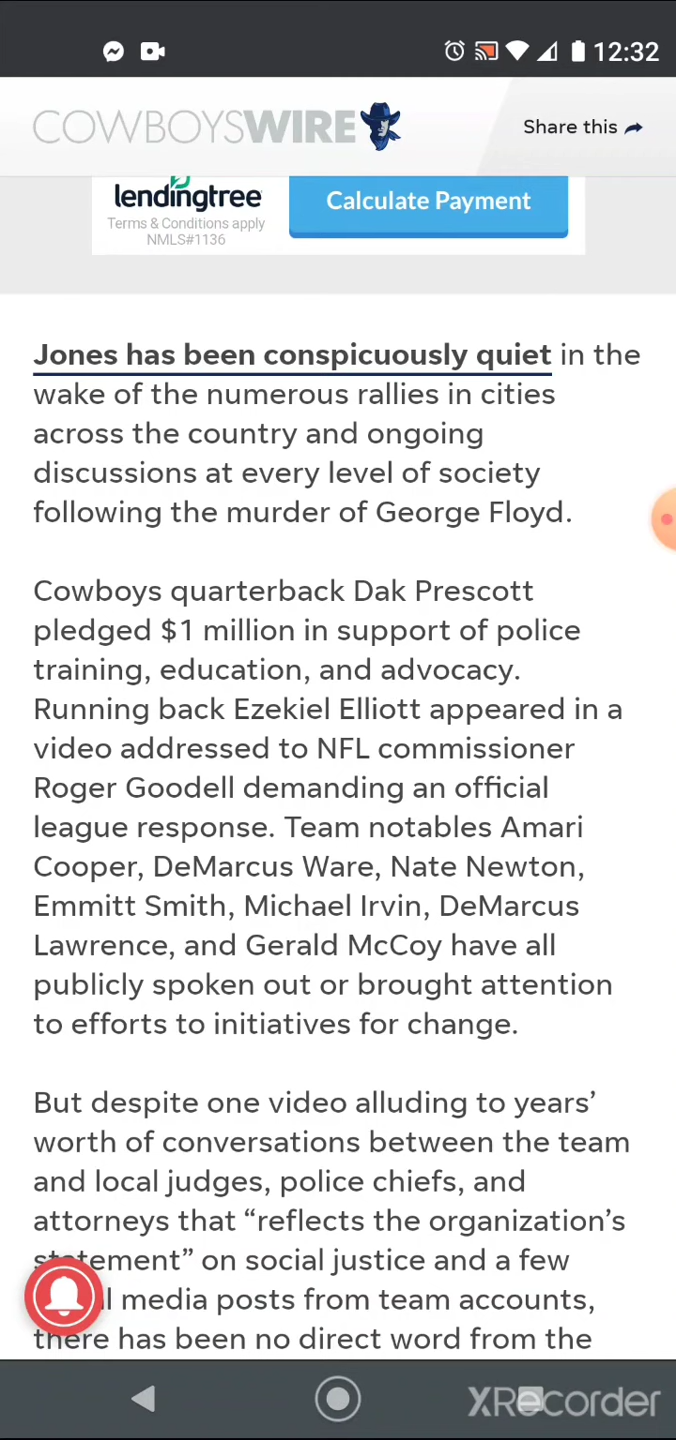 12:32
COWBOYSWIRE
Share this
lendingtree
Calculate Payment
Terms & Conditions apply
NMLS#1136
Jones has been conspicuously quiet in the
wake of the numerous rallies in cities
across the country and ongoing
discussions at every level of society
following the murder of George Floyd.
Cowboys quarterback Dak Prescott
pledged $1 million in support of police
training, education, and advocacy.
Running back Ezekiel Elliott appeared in a
video addressed to NFL commissioner
Roger Goodell demanding an official
league response. Team notables Amari
Cooper, DeMarcus Ware, Nate Newton,
Emmitt Smith, Michael Irvin, DeMarcus
Lawrence, and Gerald McCoy have all
publicly spoken out or brought attention
to efforts to initiatives for change.
But despite one video alluding to years’
worth of conversations between the team
and local judges, police chiefs, and
attorneys that “reflects the organization’s
statement” on social justice and a few
media posts from team accounts,
there has been no direct word from the
XRecorder